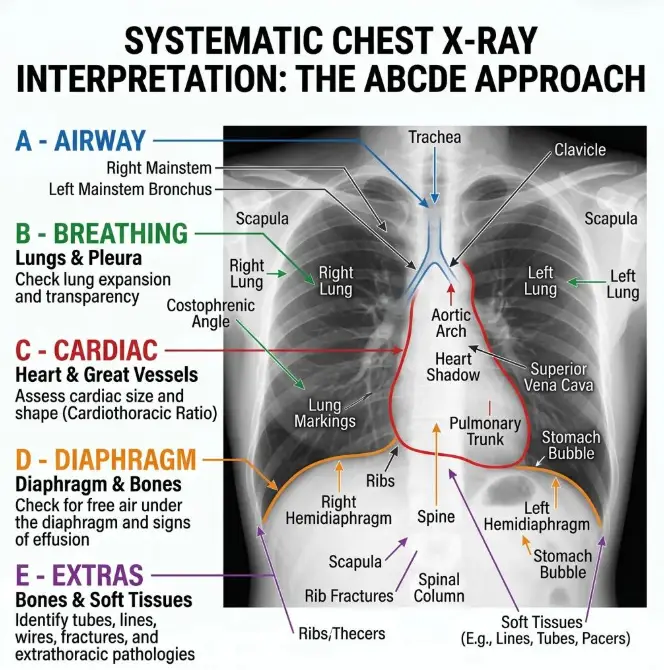 SYSTEMATIC CHEST X-RAY
INTERPRETATION: THE ABCDE APPROACH
A - AIRWAY
Trachea
Clavicle
Right Mainstem
Left Mainstem Bronchus
Scapula
Scapula
B - BREATHING
Lungs & Pleura
Check lung expansion
and transparency
Right
Lung
Right
Lung
Left
Lung
Left
Lung
Costophrenic
Angle
Aortic
Arch
C - CARDIAC
Heart & Great Vessels
Assess cardiac size and
shape (Cardiothoracic Ratio)
Heart
Shadow
Superior
Vena Cava
Lung
Markings
Pulmonary
Trunk
Stomach
Bubble
D - DIAPHRAGM
Diaphragm & Bones
Check for free air under
the diaphragm and signs
of effusion
Ribs
Right
Hemidiaphragm
Spine
Left
Hemidiaphragm
Stomach
Bubble
Scapula
E - EXTRAS
Bones & Soft Tissues
Identify tubes, lines,
wires, fractures, and
extrathoracic pathologies
Rib Fractures
Spinal
Column
Ribs/Thecers
Soft Tissues
(E.g., Lines, Tubes, Pacers)